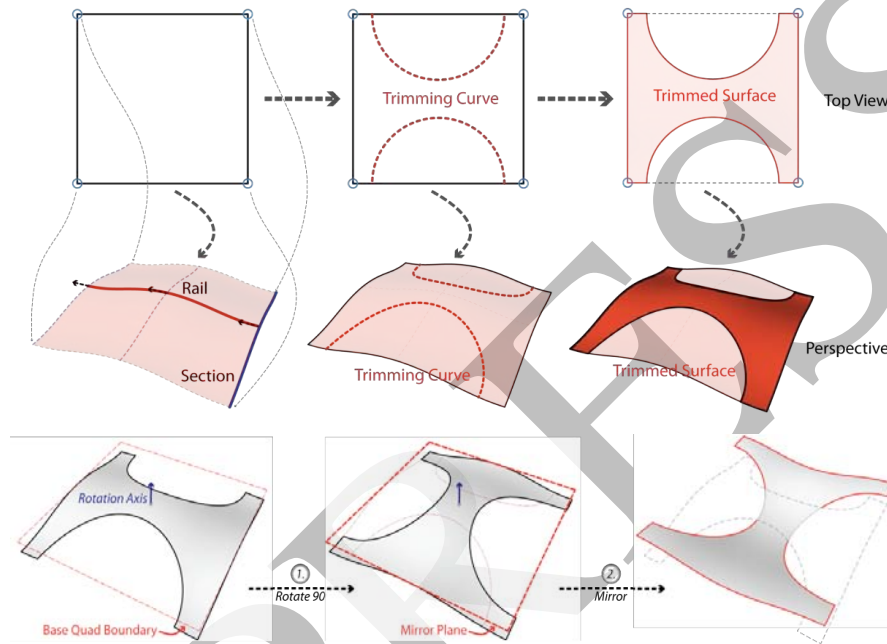 Trimming Curve
Trimmed Surface
Top View
Rail
Section
Trimming Curve
Trimmed Surface
Perspective
Rotation Axis
Base Quad Boundary
1.
Rotate 90
Mirror Plane
2.
Mirror